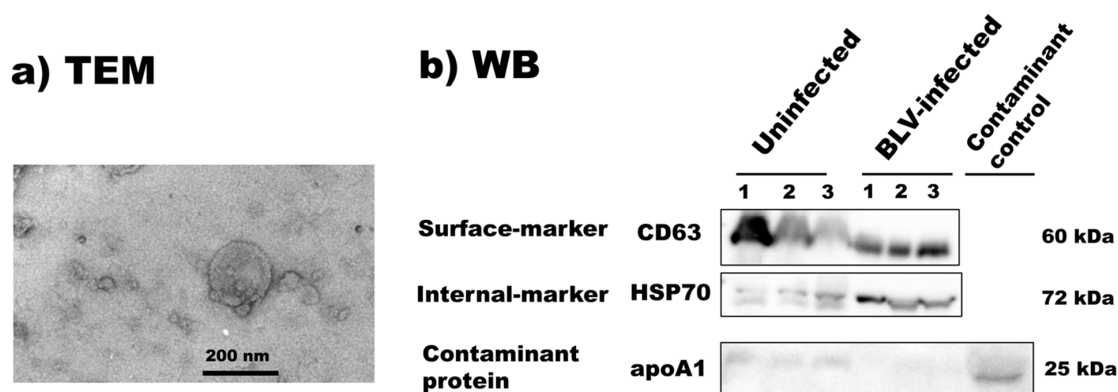 a) TEM
200 nm
b) WB
Uninfected
BLV-infected
Contaminant
control
1 2 3 1 2 3
Surface-marker CD63 60 kDa
Internal-marker HSP70 72 kDa
Contaminant
protein apoA1 25 kDa